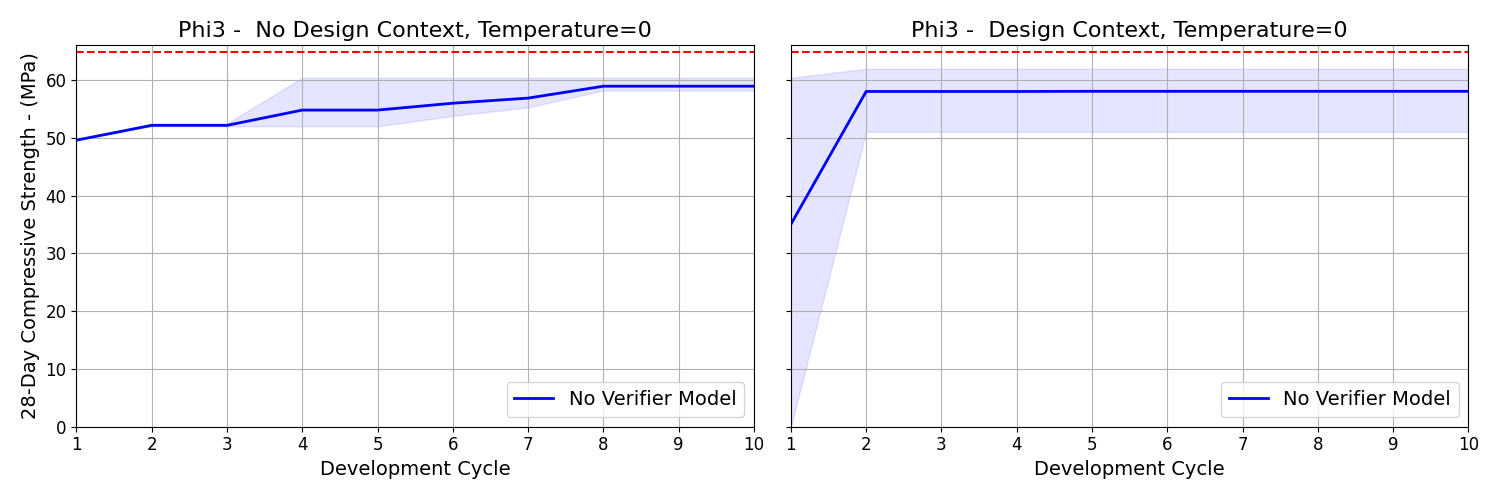 Phi3 -  No Design Context, Temperature=0
28-Day Compressive Strength - (MPa)
60
50
40
30
20
10
0
No Verifier Model
1 2 3 4 5 6 7 8 9 10
Development Cycle
Phi3 -  Design Context, Temperature=0
No Verifier Model
1 2 3 4 5 6 7 8 9 10
Development Cycle